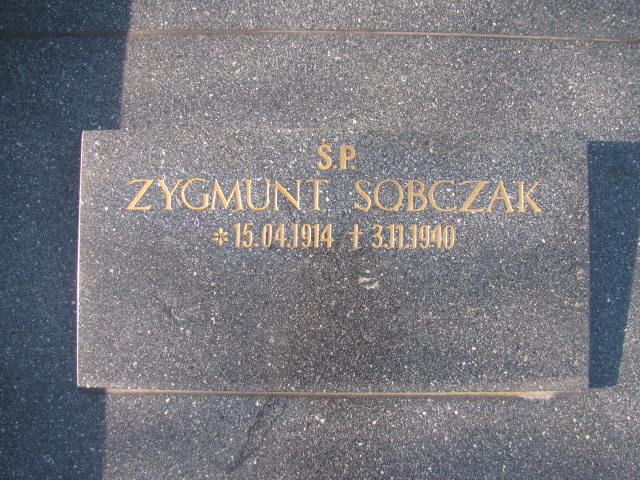 Ś.P.
ZYGMUNT SOBCZAK
* 15.04.1914 † 3.11.1940